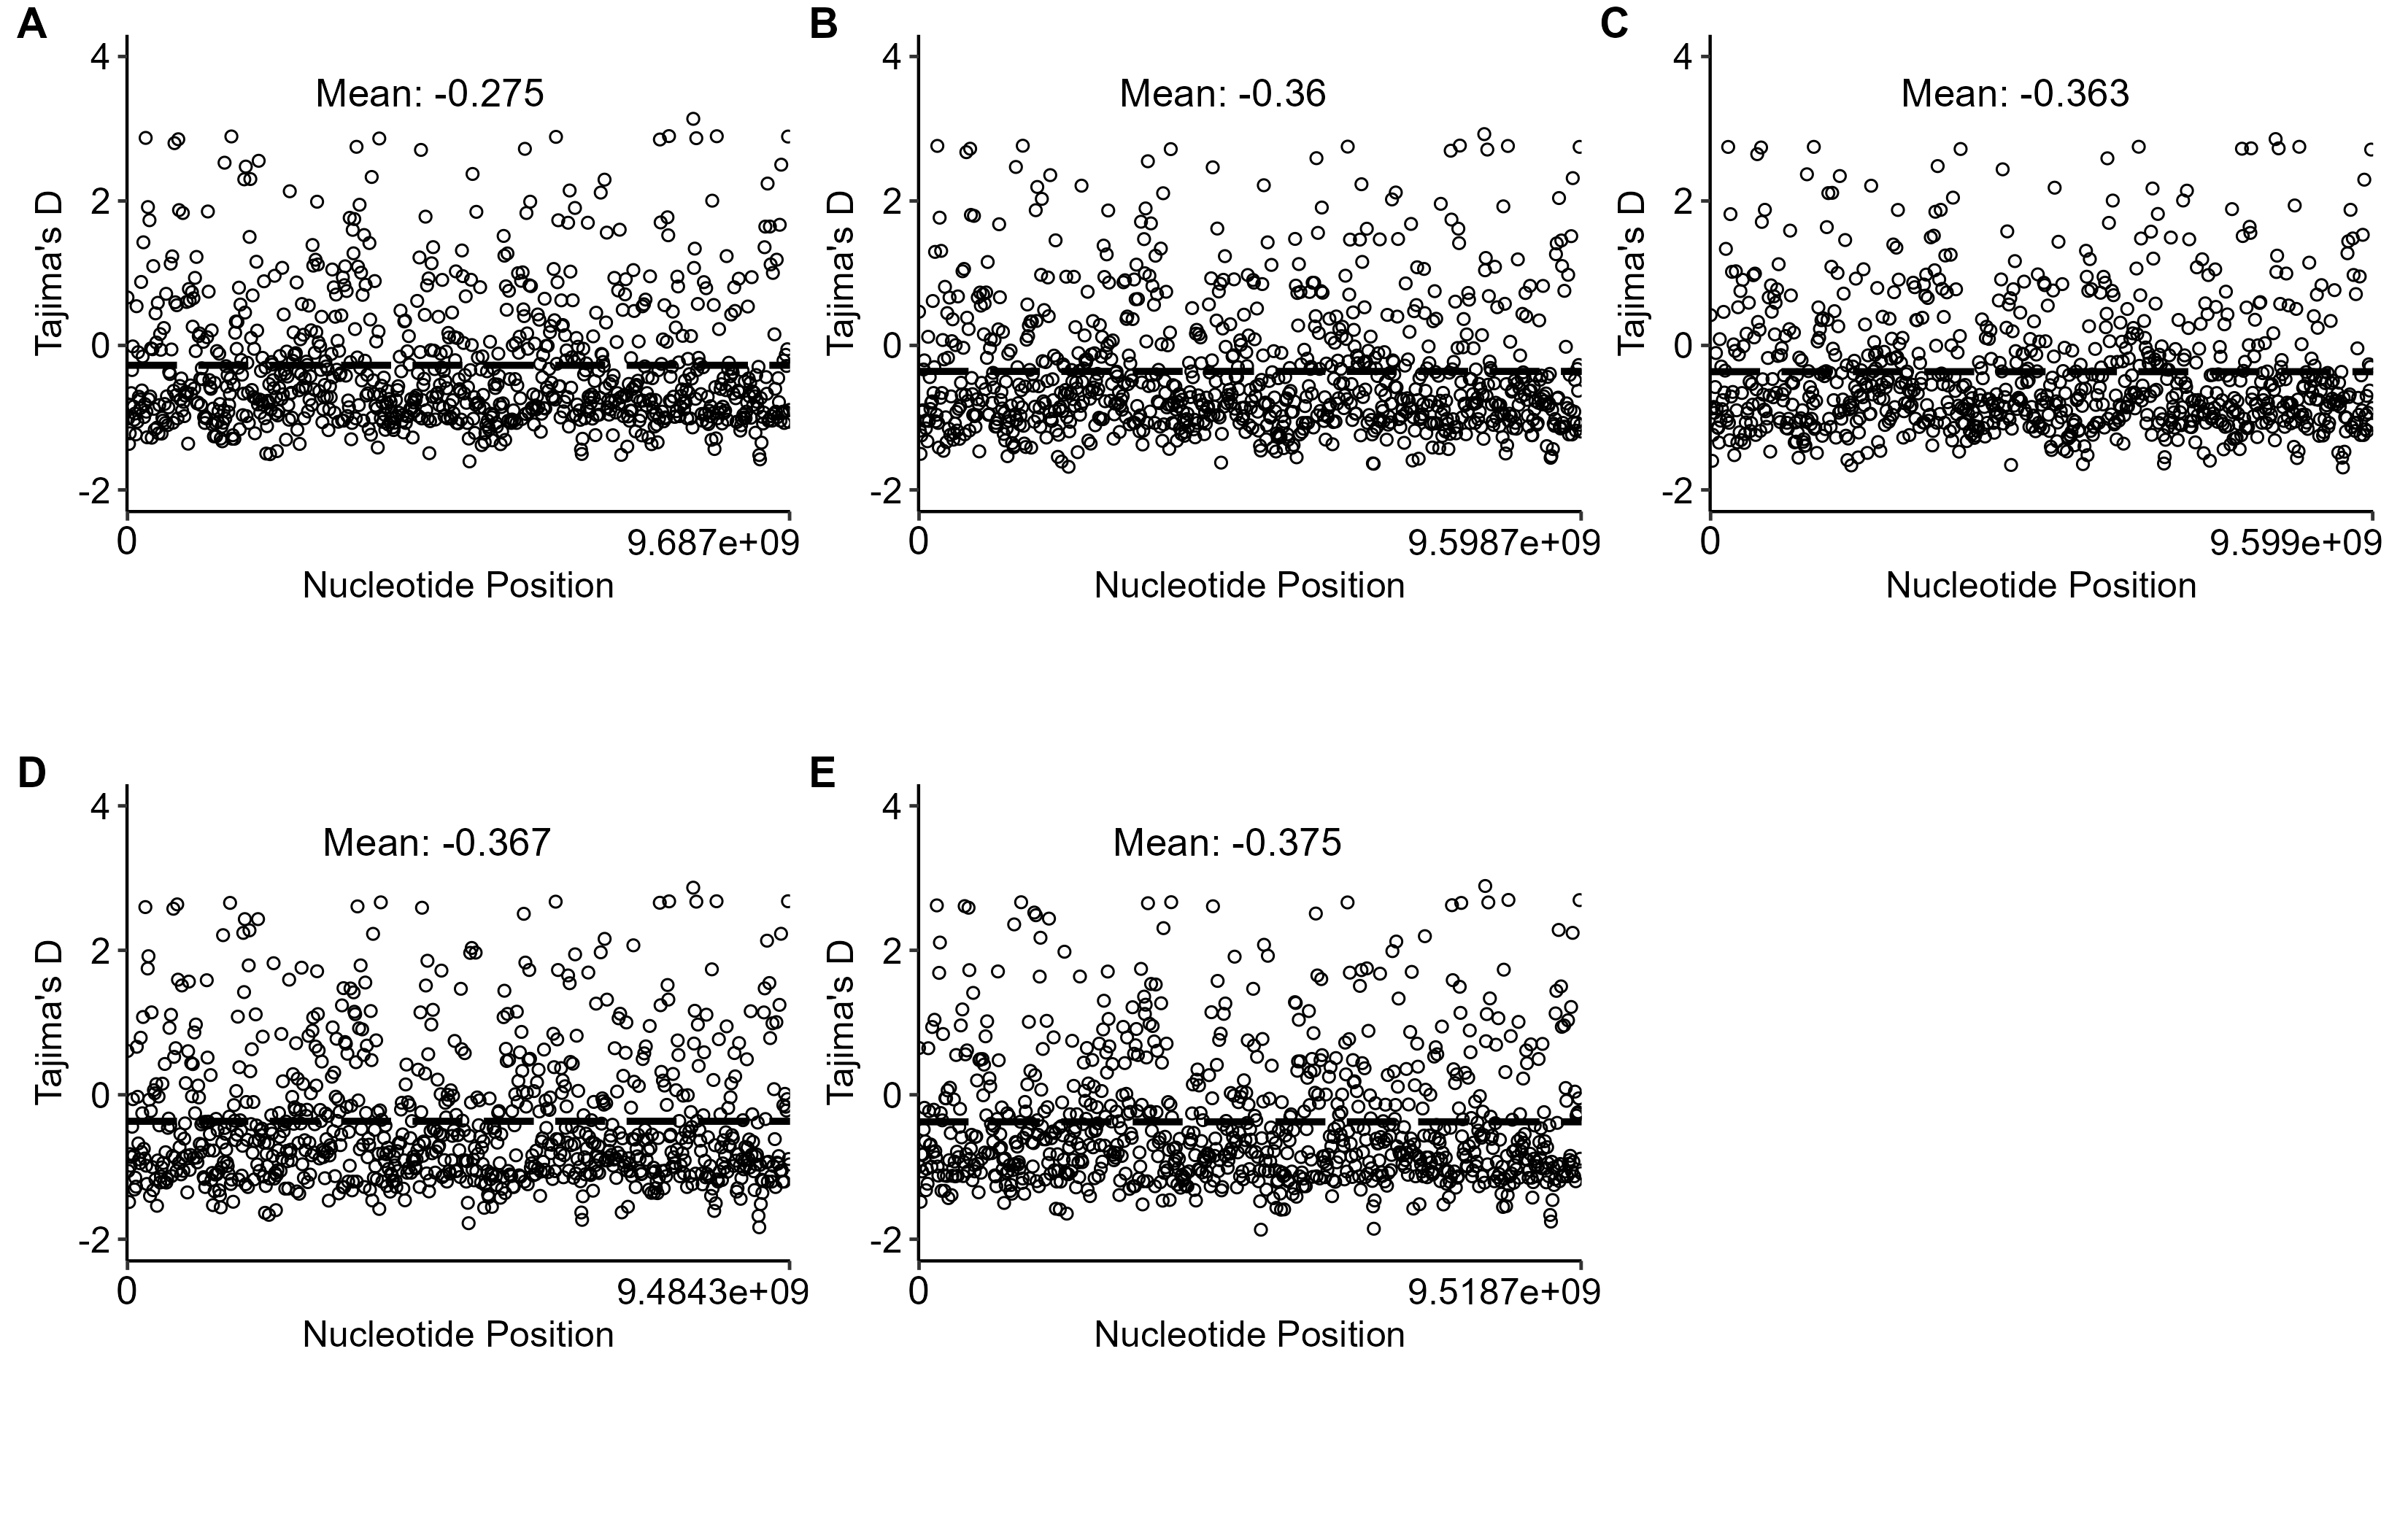 A
4
2
0
-2
Tajima's D
Mean: -0.275
0
9.687e+09
Nucleotide Position
B
4
2
0
-2
Tajima's D
Mean: -0.36
0
9.5987e+09
Nucleotide Position
C
4
2
0
-2
Tajima's D
Mean: -0.363
0
9.599e+09
Nucleotide Position
D
4
2
0
-2
Tajima's D
Mean: -0.367
0
9.4843e+09
Nucleotide Position
E
4
2
0
-2
Tajima's D
Mean: -0.375
0
9.5187e+09
Nucleotide Position